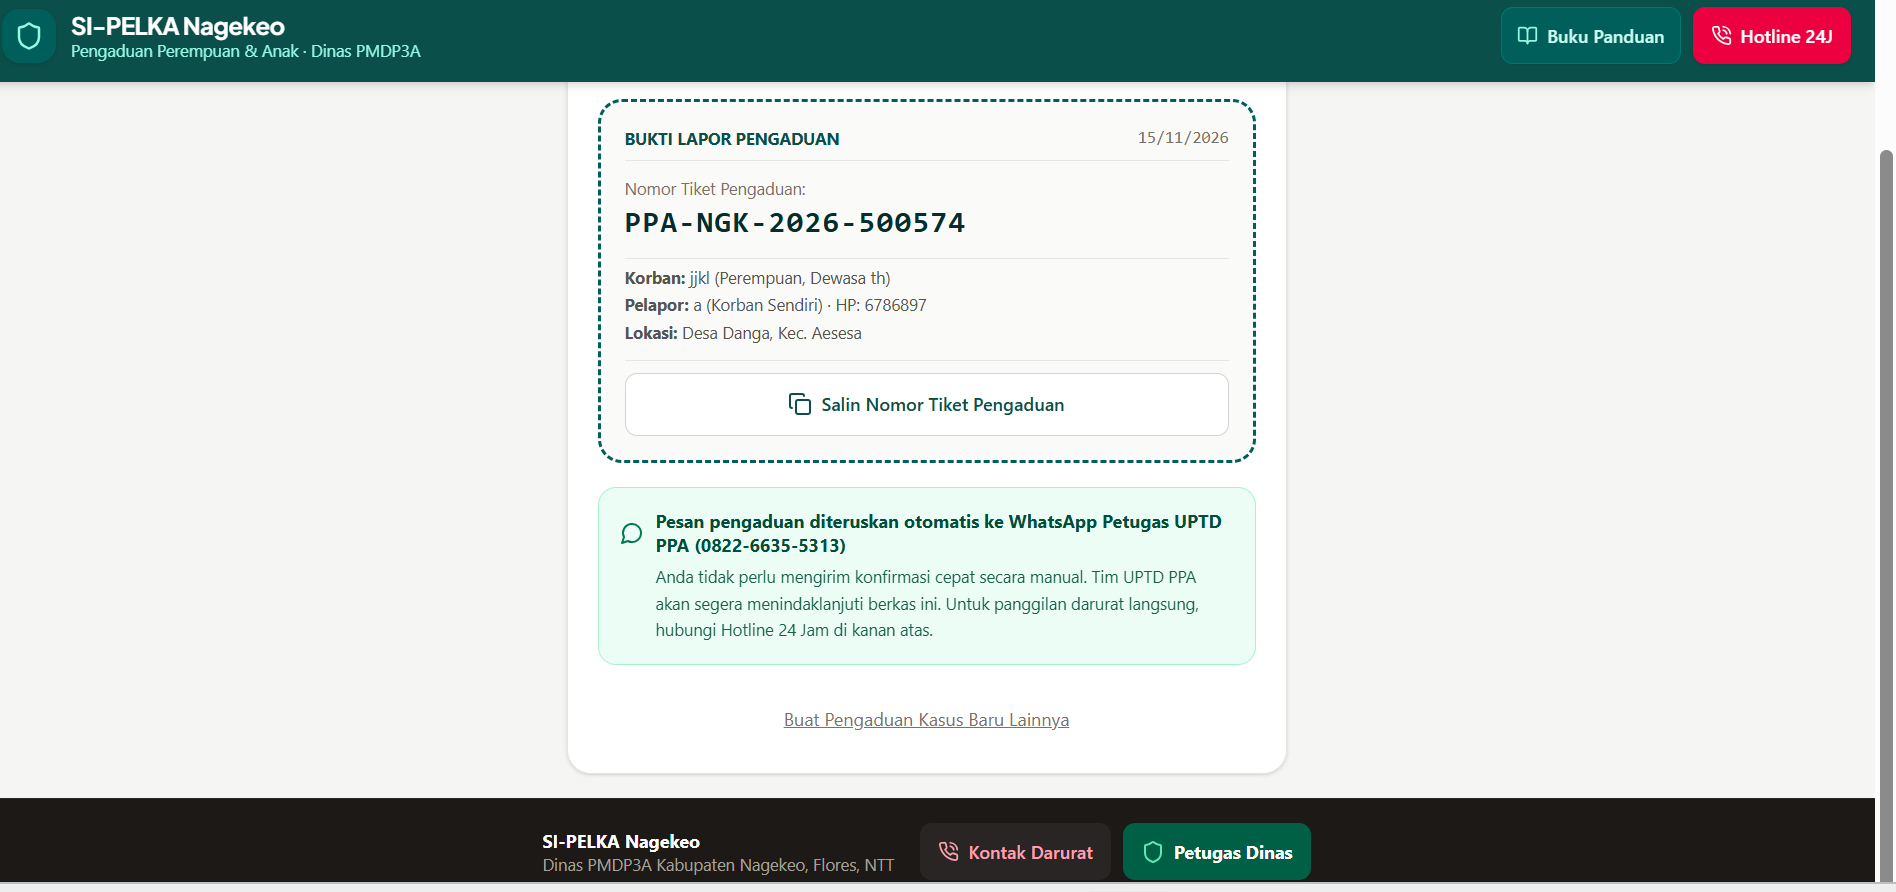 SI-PELKA Nagekeo
Pengaduan Perempuan & Anak · Dinas PMDP3A
Buku Panduan
Hotline 24J
BUKTI LAPOR PENGADUAN
15/11/2026
Nomor Tiket Pengaduan:
PPA-NGK-2026-500574
Korban: jjkl (Perempuan, Dewasa th)
Pelapor: a (Korban Sendiri) · HP: 6786897
Lokasi: Desa Danga, Kec. Aesesa
Salin Nomor Tiket Pengaduan
Pesan pengaduan diteruskan otomatis ke WhatsApp Petugas UPTD
PPA (0822-6635-5313)
Anda tidak perlu mengirim konfirmasi cepat secara manual. Tim UPTD PPA
akan segera menindaklanjuti berkas ini. Untuk panggilan darurat langsung,
hubungi Hotline 24 Jam di kanan atas.
Buat Pengaduan Kasus Baru Lainnya
SI-PELKA Nagekeo
Dinas PMDP3A Kabupaten Nagekeo, Flores, NTT
Kontak Darurat
Petugas Dinas